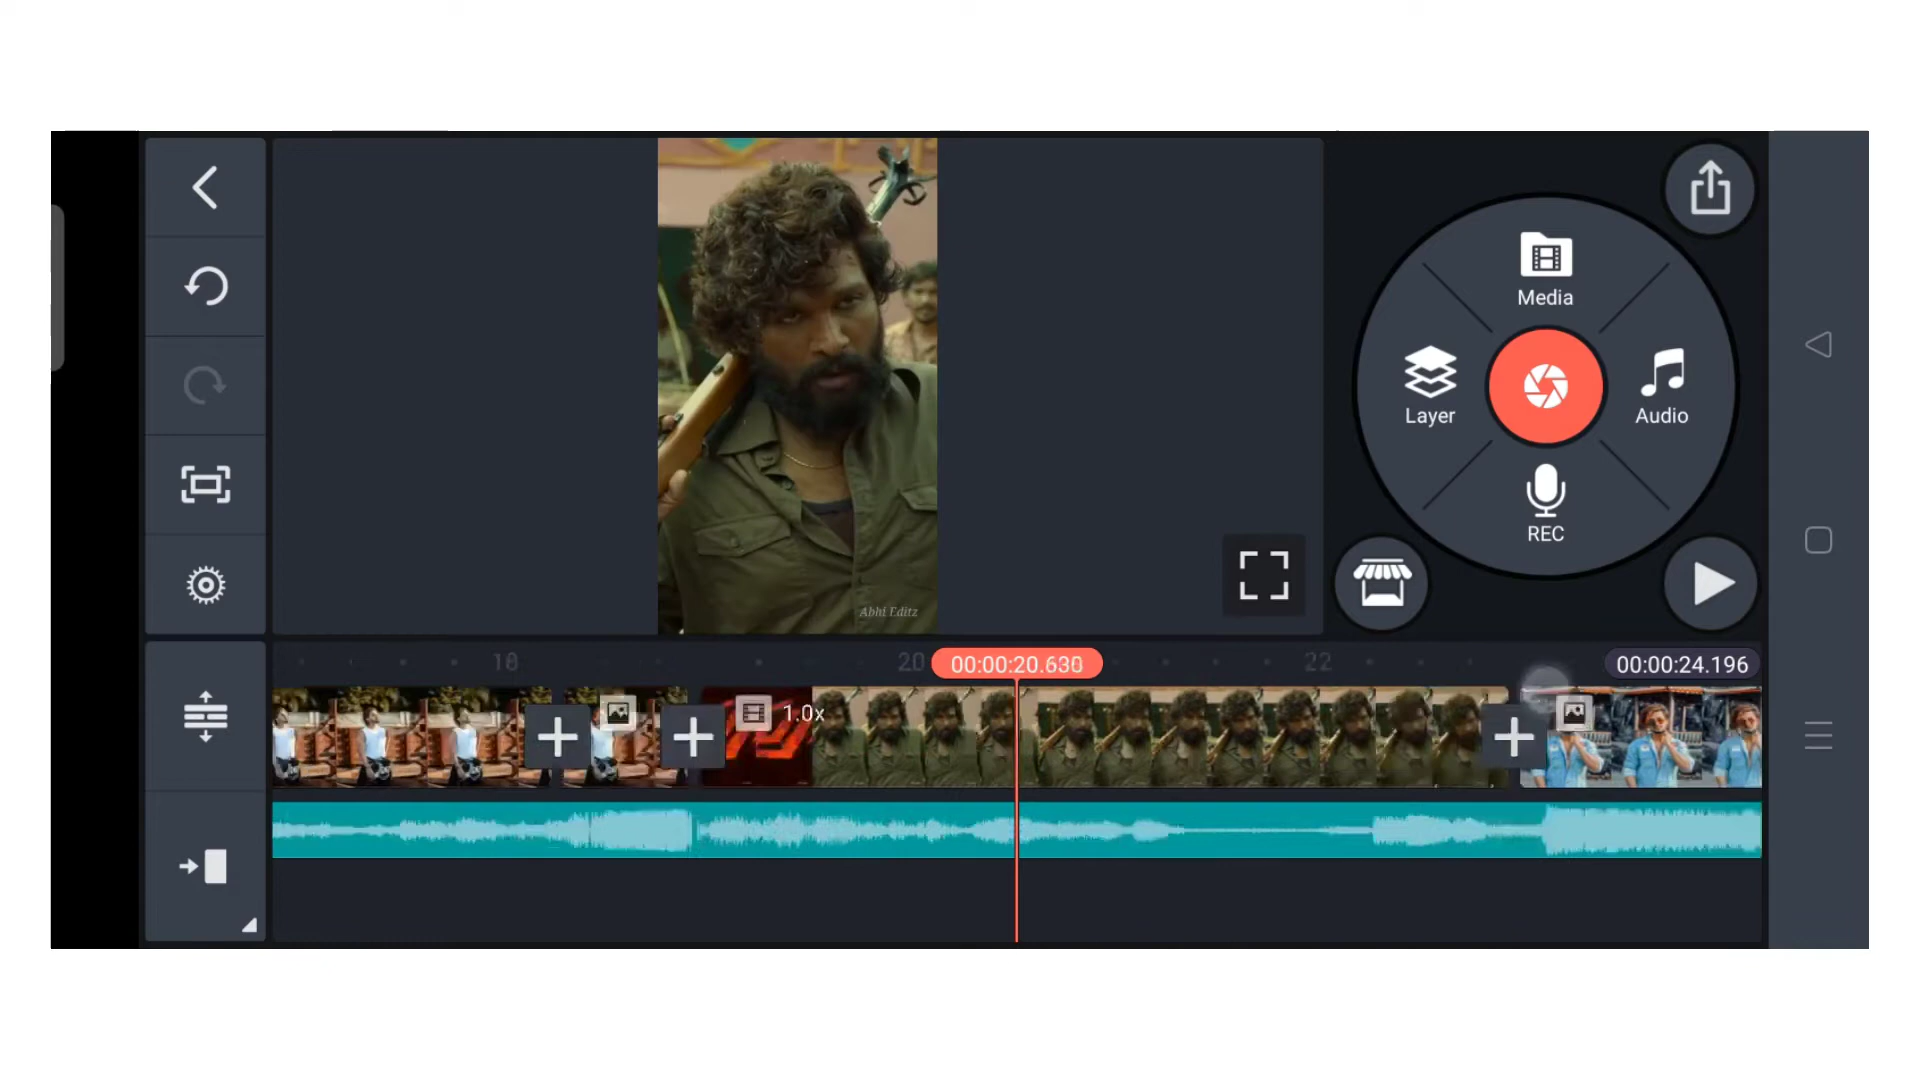 Media
Layer
Audio
REC
Abhi Editz
18
20
00:00:20.630
22
00:00:24.196
1.0x